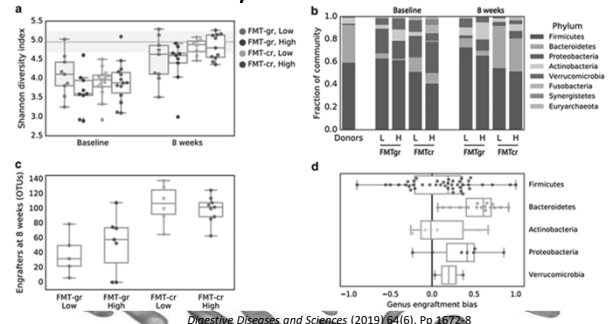 a
Shannon diversity index
5.5
5.0
4.5
4.0
3.5
3.0
2.5
FMT-gr, Low
FMT-gr, High
FMT-cr, Low
FMT-cr, High
Baseline
8 weeks
b
Baseline
8 weeks
Fraction of community
1.0
0.8
0.6
0.4
0.2
0.0
Donors
L H L H L H L H
FMTgr FMTcr FMTgr FMTcr
Phylum
Firmicutes
Bacteroidetes
Proteobacteria
Actinobacteria
Verrucomicrobia
Fusobacteria
Synergistetes
Euryarchaeota
c
Engrafters at 8 weeks (OTUs)
140
120
100
80
60
40
20
0
FMT-gr FMT-gr FMT-cr FMT-cr
Low High Low High
d
Firmicutes
Bacteroidetes
Actinobacteria
Proteobacteria
Verrucomicrobia
−1.0 −0.5 0.0 0.5 1.0
Genus engraftment bias
Digestive Diseases and Sciences (2019) 64(6), Pp 1672-8